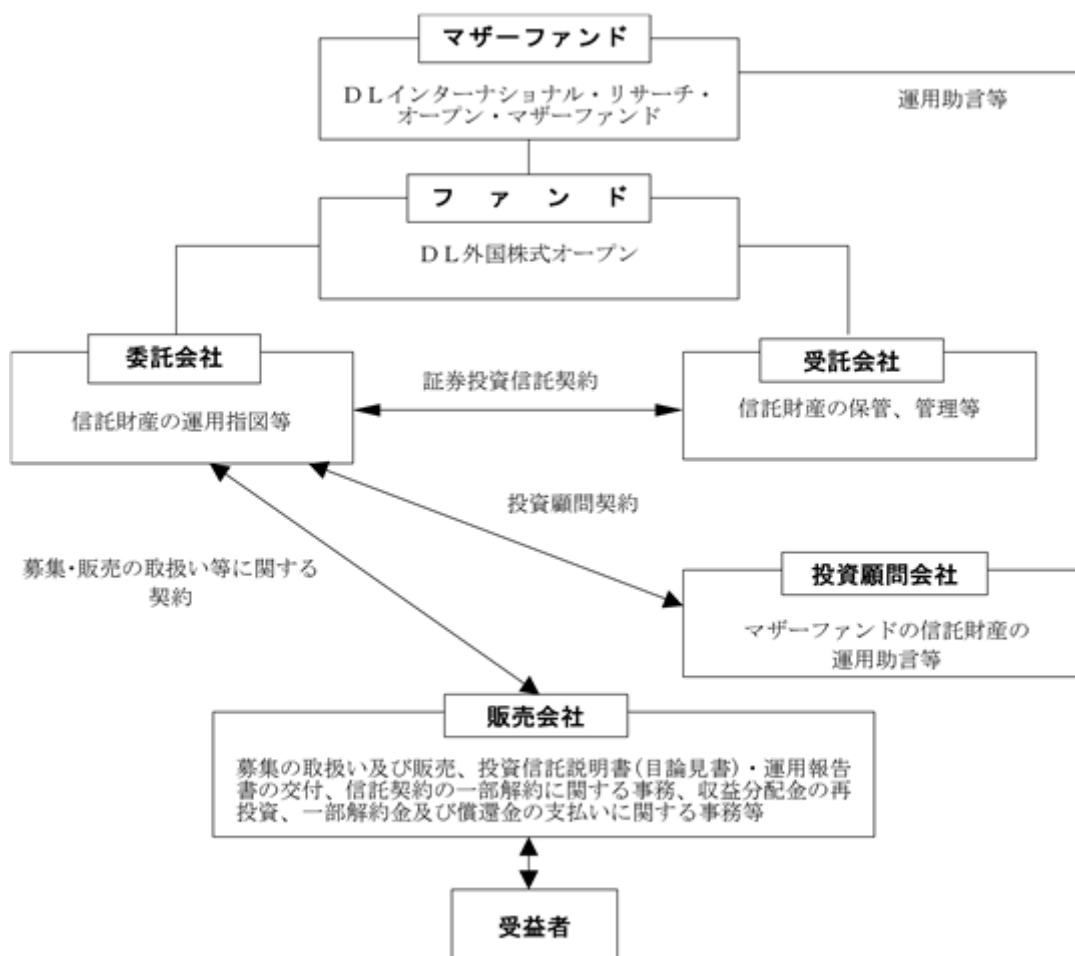 マザーファンド
DLインターナショナル・リサーチ・
オープン・マザーファンド
運用助言等
ファンド
DL外国株式オープン
委託会社
信託財産の運用指図等
証券投資信託契約
受託会社
信託財産の保管、管理等
投資顧問契約
募集・販売の取扱い等に関する
契約
投資顧問会社
マザーファンドの信託財産の
運用助言等
販売会社
募集の取扱い及び販売、投資信託説明書(目論見書)・運用報告
書の交付、信託契約の一部解約に関する事務、収益分配金の再
投資、一部解約金及び償還金の支払いに関する事務等
受益者